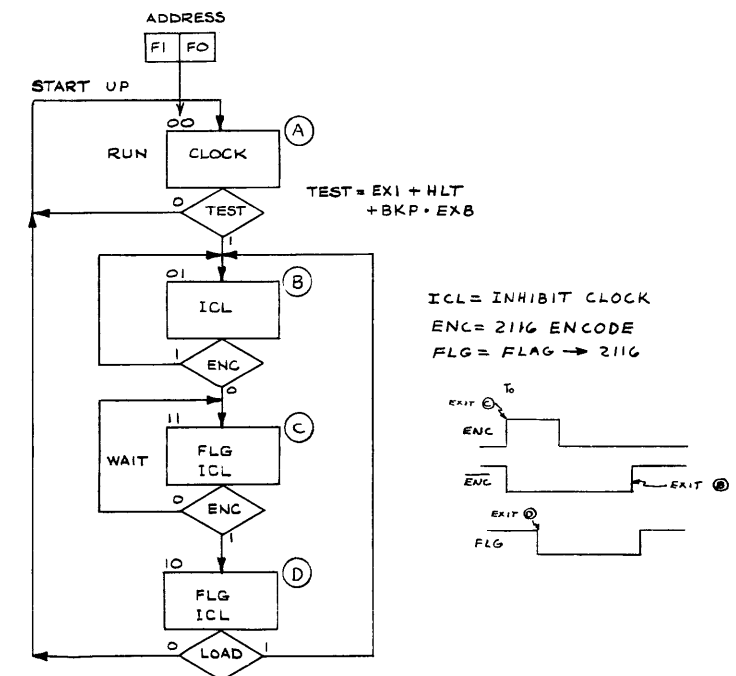 ADDRESS
F1 F0
START UP
00
A
RUN
CLOCK
0
TEST
1
TEST = EX1 + HLT
+BKP • EXB
01
B
ICL
1
ENC
0
ICL = INHIBIT CLOCK
ENC = 2116 ENCODE
FLG = FLAG → 2116
11
C
FLG
ICL
WAIT
0
ENC
1
T0
EXIT C
ENC
ENC
EXIT B
EXIT D
FLG
10
D
FLG
ICL
0
LOAD
1